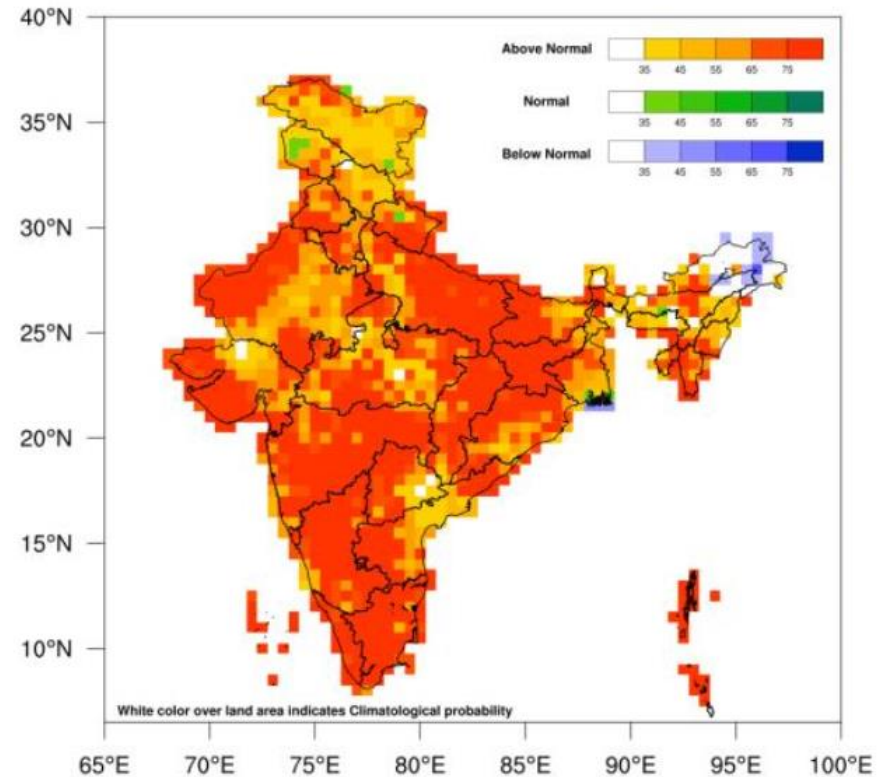 40°N
Above Normal
35 45 55 65 75
Normal
35 45 55 65 75
35°N
Below Normal
35 45 55 65 75
30°N
25°N
20°N
15°N
10°N
White color over land area indicates Climatological probability
65°E 70°E 75°E 80°E 85°E 90°E 95°E 100°E